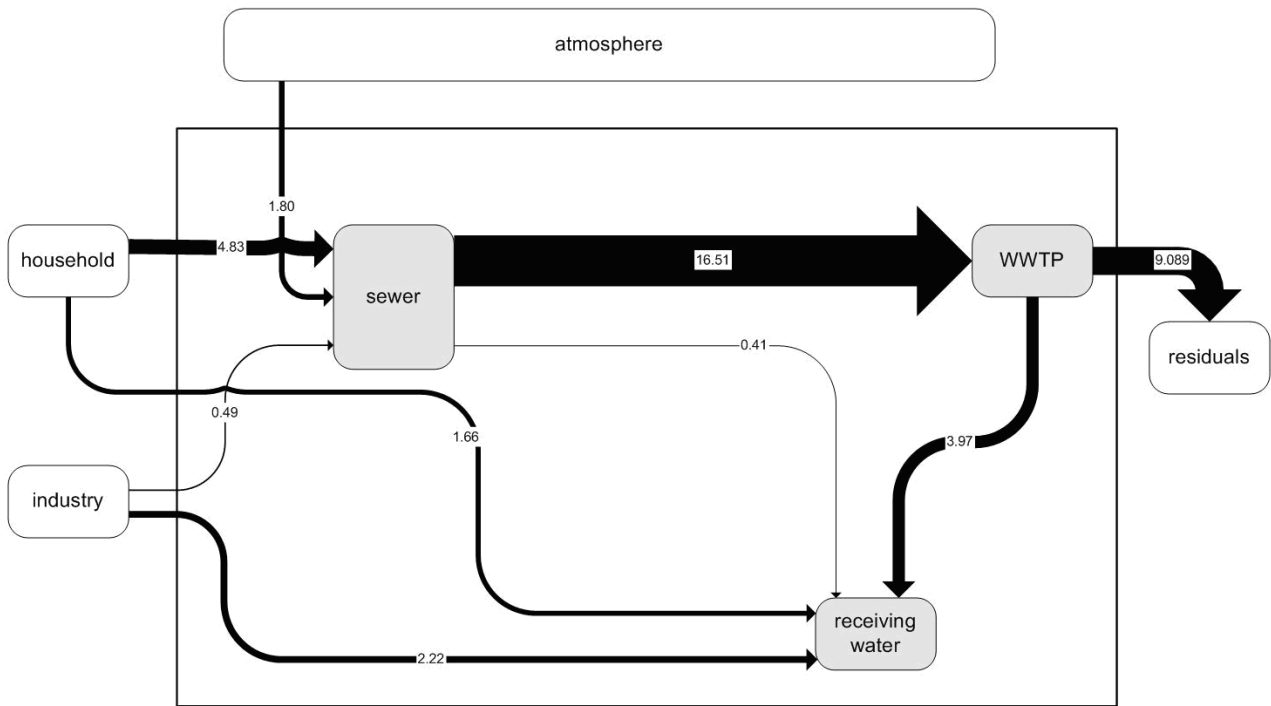 atmosphere
1.80
household
4.83
sewer
16.51
WWTP
9.089
residuals
0.41
0.49
1.66
3.97
industry
receiving
water
2.22